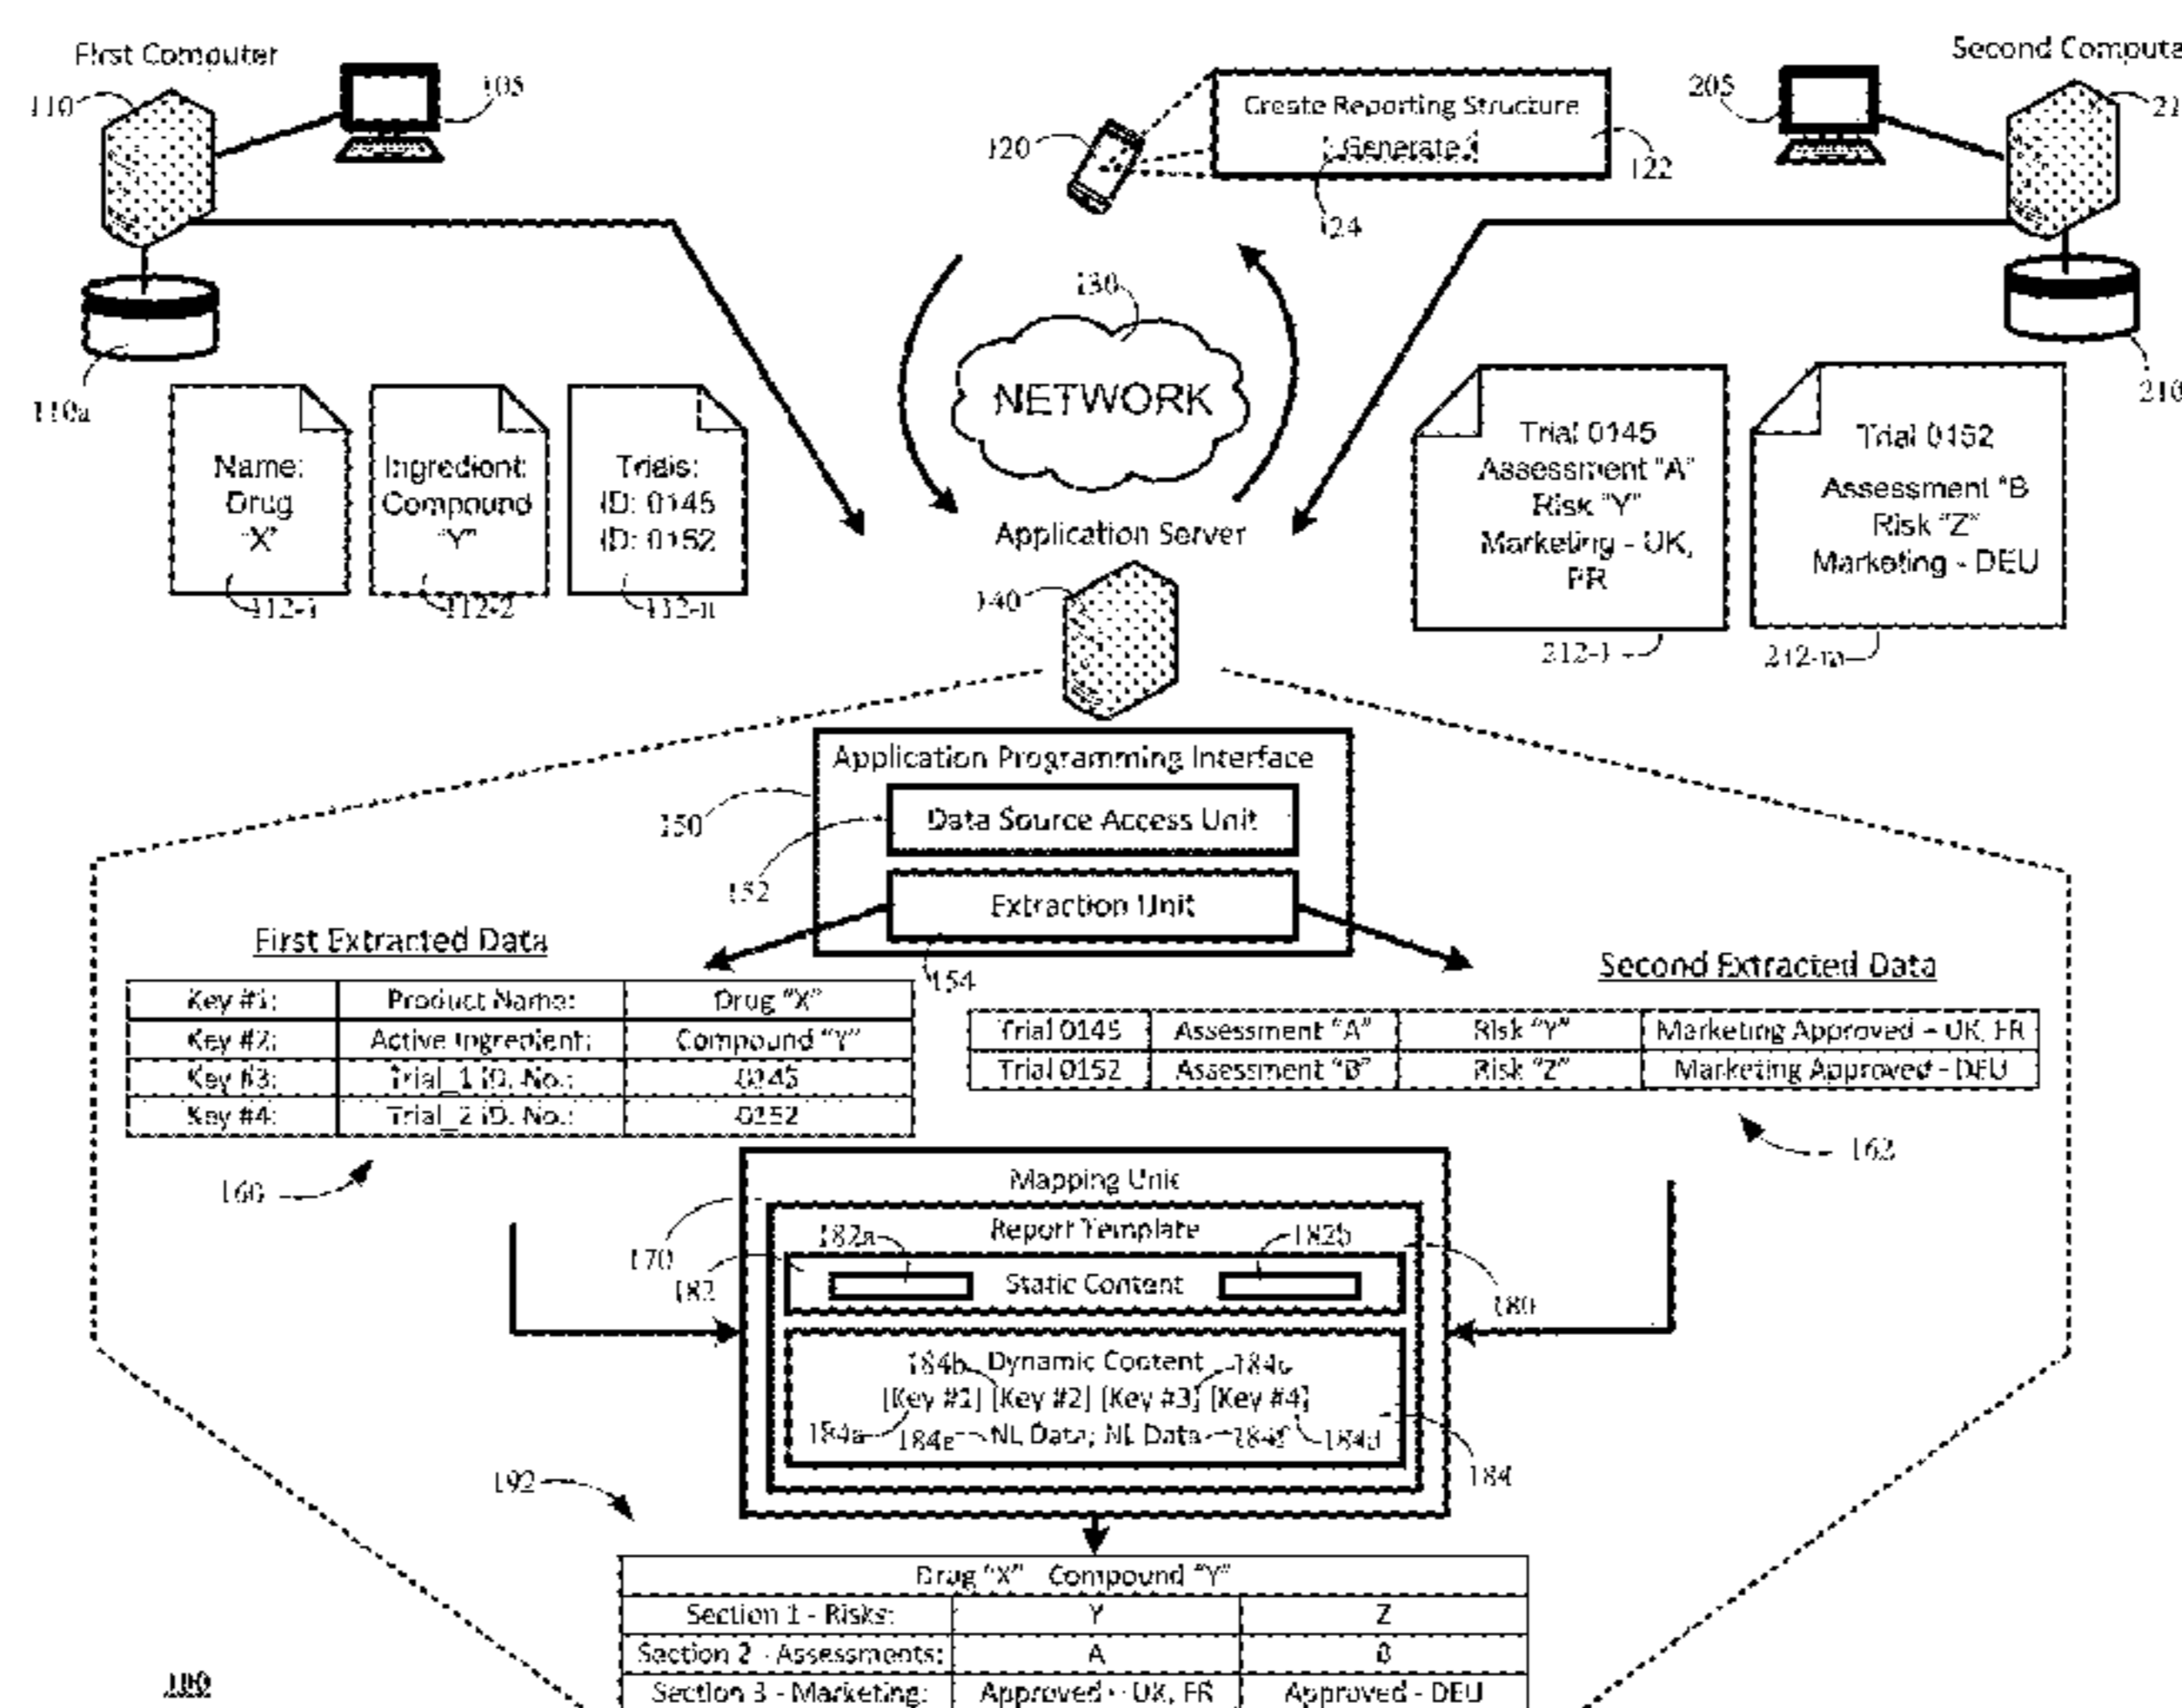 First Computer
Second Compute
110
105
120
Create Reporting Structure
Generate
122
124
205
21
130
NETWORK
110a
210
Name:
Drug
"X"
112-1
Ingredient:
Compound
"Y"
112-2
Trials:
ID: 0145
ID: 0152
112-n
Application Server
140
Trial 0145
Assessment "A"
Risk "Y"
Marketing - UK,
FR
212-1
Trial 0152
Assessment "B
Risk "Z"
Marketing - DEU
212-m
Application Programming Interface
150
Data Source Access Unit
152
Extraction Unit
154
First Extracted Data
Key #1: Product Name: Drug "X"
Key #2: Active Ingredient: Compound "Y"
Key #3: Trial_1 ID. No.: 0145
Key #4: Trial_2 ID. No.: 0152
160
Second Extracted Data
Trial 0145 Assessment "A" Risk "Y" Marketing Approved - UK, FR
Trial 0152 Assessment "B" Risk "Z" Marketing Approved - DEU
162
Mapping Unit
170
Report Template
180
182a
182b
182
Static Content
184b Dynamic Content 184c
[Key #1] [Key #2] [Key #3] [Key #4]
184a 184e NL Data; NL Data 184f 184d
184
192
Drug "X" Compound "Y"
Section 1 - Risks: Y Z
Section 2 - Assessments: A B
Section 3 - Marketing: Approved - UK, FR Approved - DEU
100